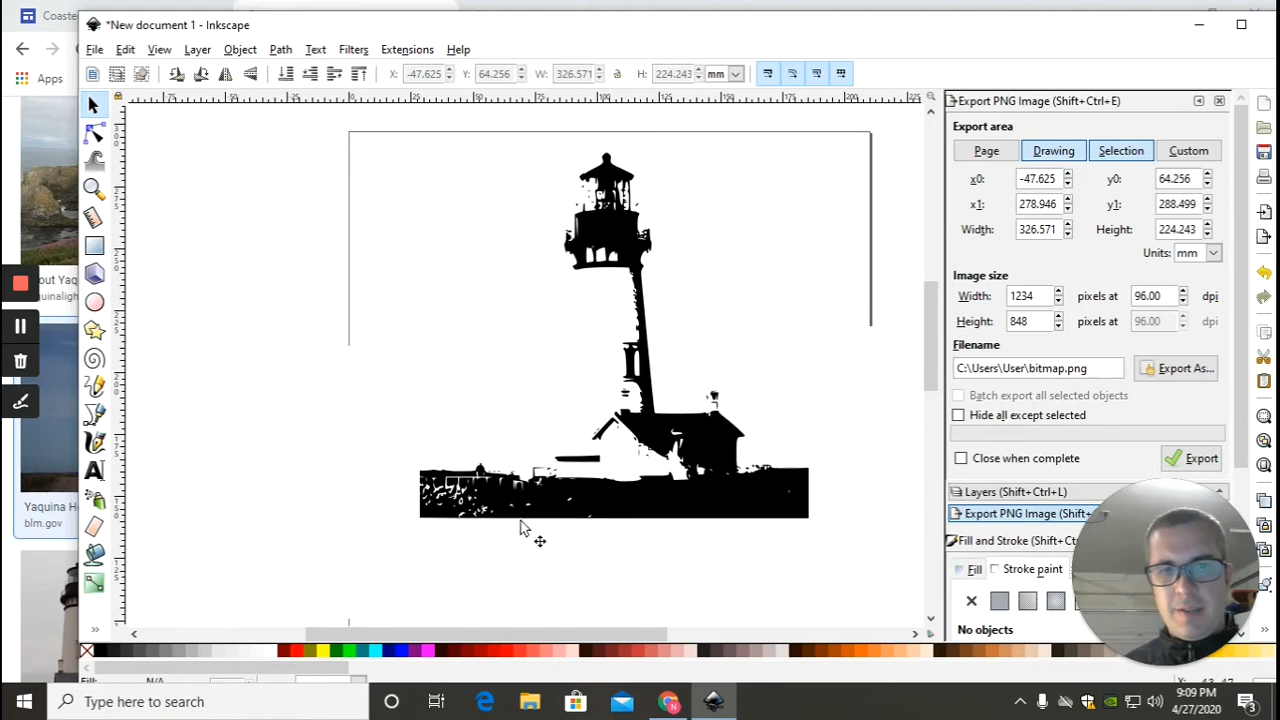 Coaste
*New document 1 - Inkscape
File Edit View Layer Object Path Text Filters Extensions Help
X: -47.625 Y: 64.256 W: 326.571 H: 224.243 mm
Apps
Export PNG Image (Shift+Ctrl+E)
Export area
Page Drawing Selection Custom
x0: -47.625 y0: 64.256
x1: 278.946 y1: 288.499
Width: 326.571 Height: 224.243
Units: mm
Image size
Width: 1234 pixels at 96.00 dpi
Height: 848 pixels at 96.00 dpi
Filename
C:\Users\User\bitmap.png Export As...
Batch export all selected objects
Hide all except selected
Close when complete Export
Layers (Shift+Ctrl+L)
Export PNG Image (Shift+
Fill and Stroke (Shift+Ct
Fill Stroke paint
No objects
out Yaq
quinaligh
Yaquina He
blm.gov
Fill: N/A
Type here to search
9:09 PM
4/27/2020
3